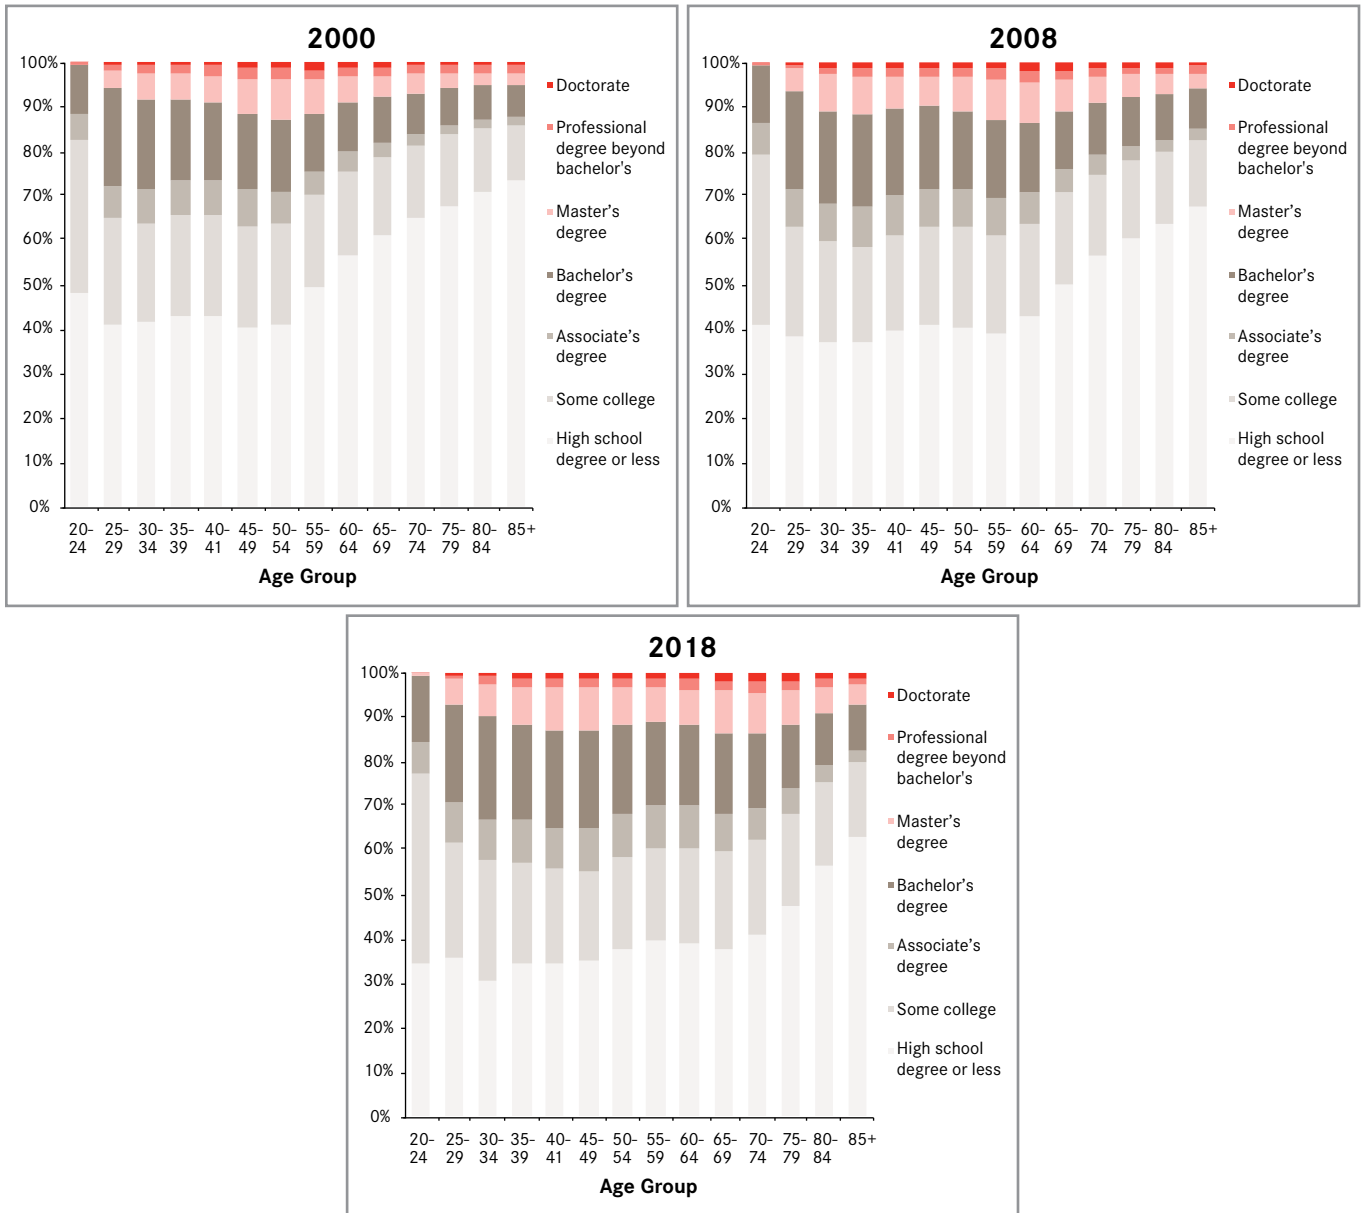 2000
100%
90%
80%
70%
60%
50%
40%
30%
20%
10%
0%
20- 25- 30- 35- 40- 45- 50- 55- 60- 65- 70- 75- 80- 85+
24 29 34 39 41 49 54 59 64 69 74 79 84
Age Group
Doctorate
Professional
degree beyond
bachelor's
Master's
degree
Bachelor's
degree
Associate's
degree
Some college
High school
degree or less
2008
100%
90%
80%
70%
60%
50%
40%
30%
20%
10%
0%
20- 25- 30- 35- 40- 45- 50- 55- 60- 65- 70- 75- 80- 85+
24 29 34 39 41 49 54 59 64 69 74 79 84
Age Group
Doctorate
Professional
degree beyond
bachelor's
Master's
degree
Bachelor's
degree
Associate's
degree
Some college
High school
degree or less
2018
100%
90%
80%
70%
60%
50%
40%
30%
20%
10%
0%
20- 25- 30- 35- 40- 45- 50- 55- 60- 65- 70- 75- 80- 85+
24 29 34 39 41 49 54 59 64 69 74 79 84
Age Group
Doctorate
Professional
degree beyond
bachelor's
Master's
degree
Bachelor's
degree
Associate's
degree
Some college
High school
degree or less